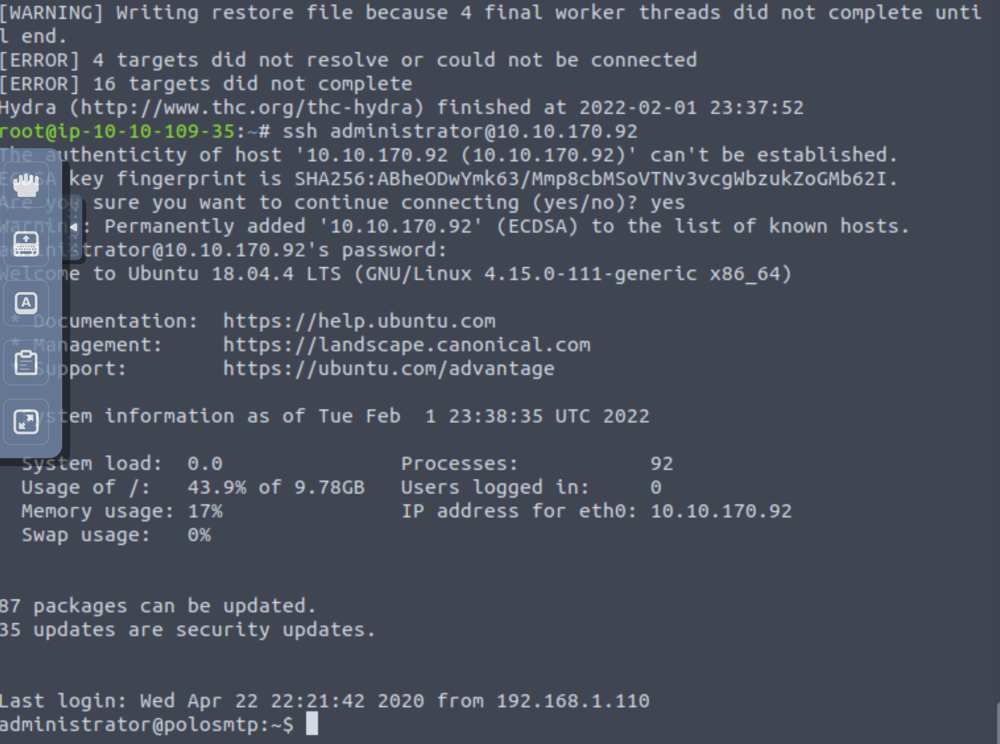 [WARNING] Writing restore file because 4 final worker threads did not complete unti
l end.
[ERROR] 4 targets did not resolve or could not be connected
[ERROR] 16 targets did not complete
Hydra (http://www.thc.org/thc-hydra) finished at 2022-02-01 23:37:52
root@ip-10-10-109-35:~# ssh administrator@10.10.170.92
The authenticity of host '10.10.170.92 (10.10.170.92)' can't be established.
ECDSA key fingerprint is SHA256:ABheODwYmk63/Mmp8cbMSoVTNv3vcgWbzukZoGMb62I.
Are you sure you want to continue connecting (yes/no)? yes
Warning: Permanently added '10.10.170.92' (ECDSA) to the list of known hosts.
administrator@10.10.170.92's password:
Welcome to Ubuntu 18.04.4 LTS (GNU/Linux 4.15.0-111-generic x86_64)
A
* Documentation:  https://help.ubuntu.com
* Management:     https://landscape.canonical.com
* Support:        https://ubuntu.com/advantage
System information as of Tue Feb  1 23:38:35 UTC 2022
System load:  0.0               Processes:           92
Usage of /:   43.9% of 9.78GB   Users logged in:     0
Memory usage: 17%               IP address for eth0: 10.10.170.92
Swap usage:   0%
87 packages can be updated.
35 updates are security updates.
Last login: Wed Apr 22 22:21:42 2020 from 192.168.1.110
administrator@polosmtp:~$